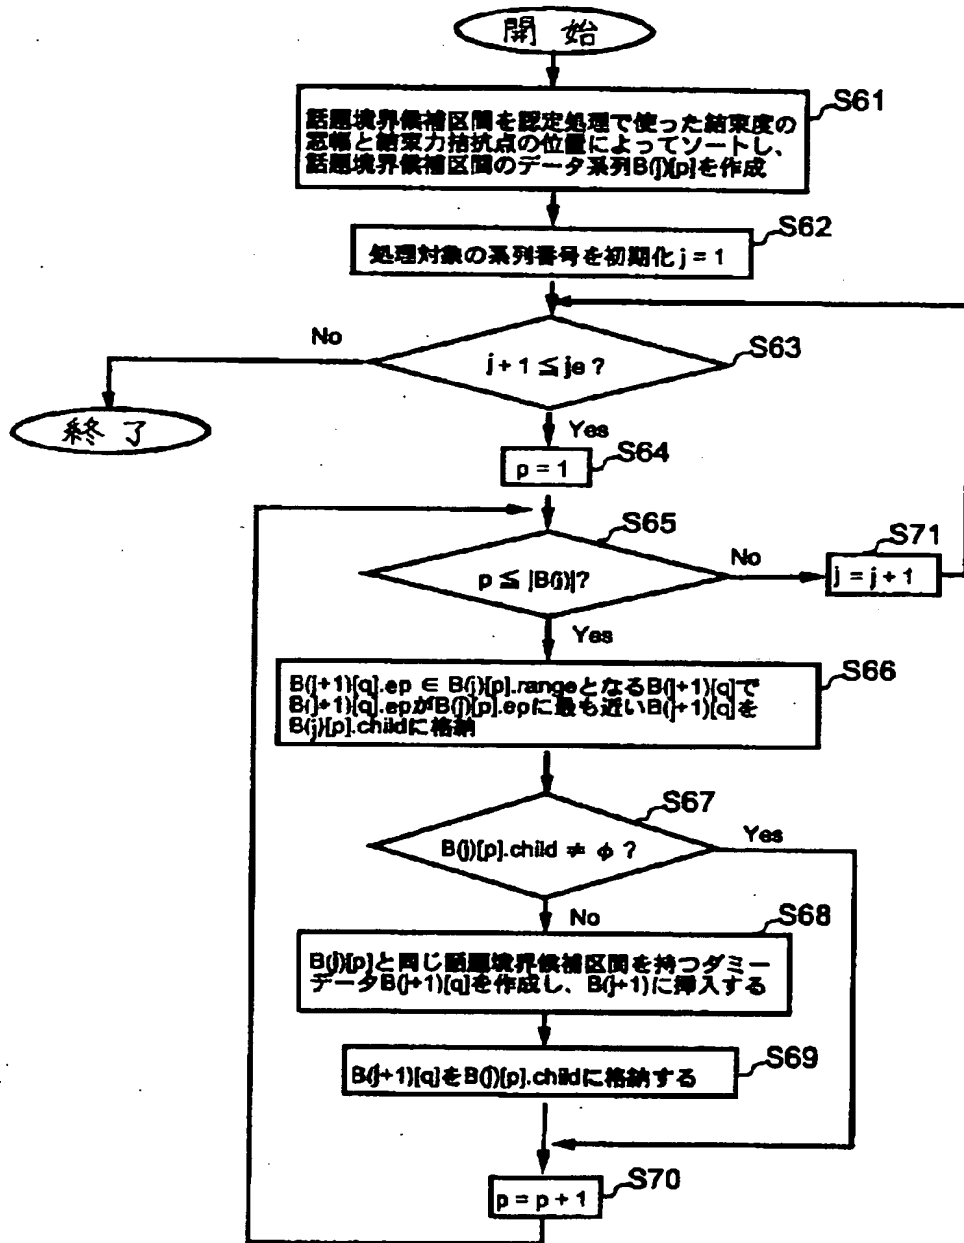 開 始
S61
話題境界候補区間を認定処理で使った結束度の
窓幅と結束力拮抗点の位置によってソートし、
話題境界候補区間のデータ系列B(j)[p]を作成
S62
処理対象の系列番号を初期化 j = 1
No
S63
j + 1 ≦ je ?
終 了
Yes
S64
p = 1
S65
S71
No
p ≦ |B(j)|?
j = j + 1
Yes
S66
B(j+1)[q].ep ∈ B(j)[p].rangeとなるB(j+1)[q]で
B(j+1)[q].epがB(j)[p].epに最も近いB(j+1)[q]を
B(j)[p].childに格納
S67
Yes
B(j)[p].child ≠ φ ?
No
S68
B(j)[p]と同じ話題境界候補区間を持つダミー
データB(j+1)[q]を作成し、B(j+1)に挿入する
S69
B(j+1)[q]をB(j)[p].childに格納する
S70
p = p + 1